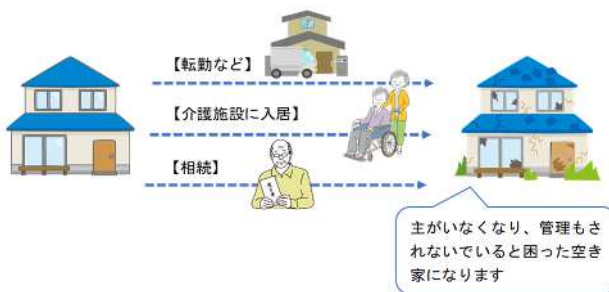 【転勤など】
【介護施設に入居】
【相続】
主がいなくなり、管理もさ
れないでいると困った空き
家になります